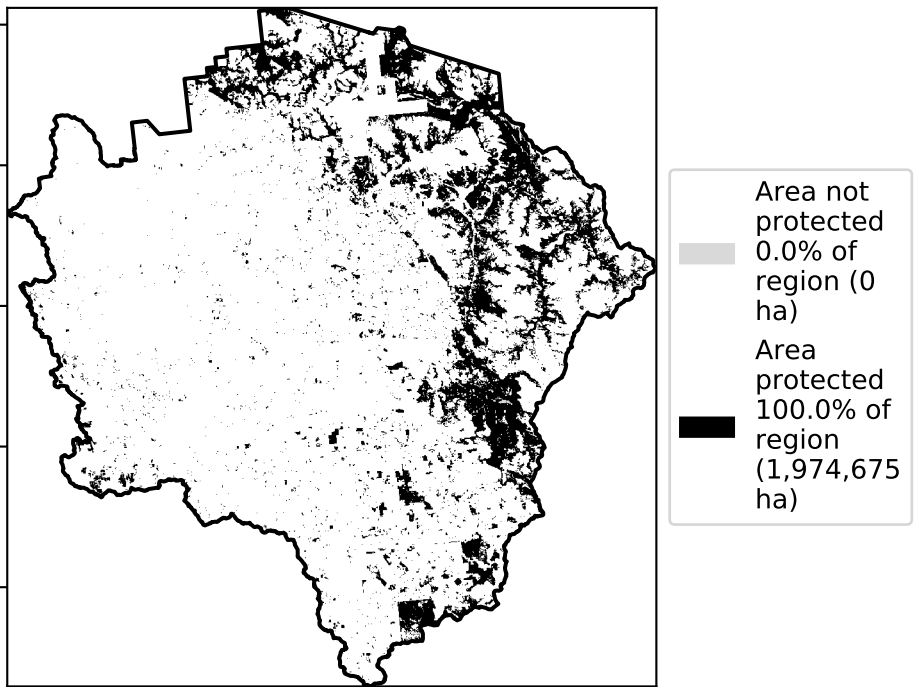 Area not
protected
0.0% of
region (0
ha)
Area
protected
100.0% of
region
(1,974,675
ha)